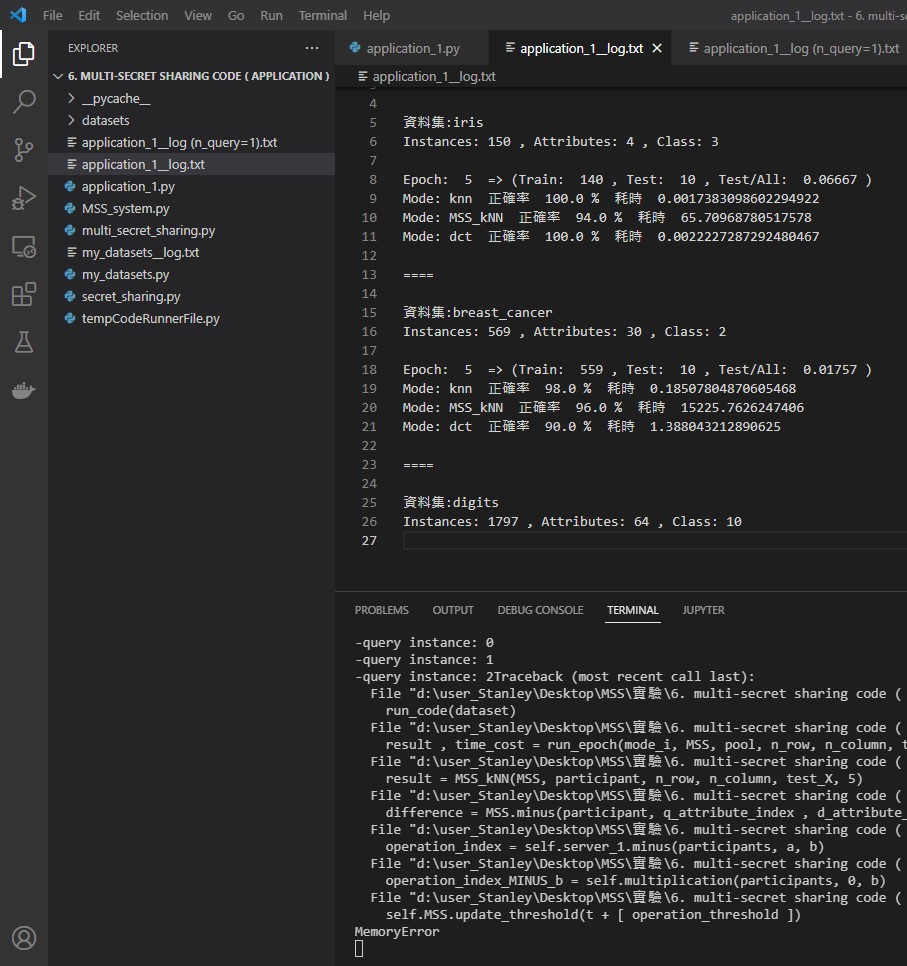 File Edit Selection View Go Run Terminal Help application_1__log.txt - 6. multi-se
EXPLORER ···
6. MULTI-SECRET SHARING CODE ( APPLICATION )
__pycache__
datasets
application_1__log (n_query=1).txt
application_1__log.txt
application_1.py
MSS_system.py
multi_secret_sharing.py
my_datasets__log.txt
my_datasets.py
secret_sharing.py
tempCodeRunnerFile.py
application_1.py application_1__log.txt application_1__log (n_query=1).txt
application_1__log.txt
4
5 資料集:iris
6 Instances: 150 , Attributes: 4 , Class: 3
7
8 Epoch: 5 => (Train: 140 , Test: 10 , Test/All: 0.06667 )
9 Mode: knn 正確率 100.0 % 耗時 0.0017383098602294922
10 Mode: MSS_kNN 正確率 94.0 % 耗時 65.70968780517578
11 Mode: dct 正確率 100.0 % 耗時 0.0022227287292480467
12
13 ====
14
15 資料集:breast_cancer
16 Instances: 569 , Attributes: 30 , Class: 2
17
18 Epoch: 5 => (Train: 559 , Test: 10 , Test/All: 0.01757 )
19 Mode: knn 正確率 98.0 % 耗時 0.18507804870605468
20 Mode: MSS_kNN 正確率 96.0 % 耗時 15225.7626247406
21 Mode: dct 正確率 90.0 % 耗時 1.388043212890625
22
23 ====
24
25 資料集:digits
26 Instances: 1797 , Attributes: 64 , Class: 10
27
PROBLEMS OUTPUT DEBUG CONSOLE TERMINAL JUPYTER
-query instance: 0
-query instance: 1
-query instance: 2Traceback (most recent call last):
File "d:\user_Stanley\Desktop\MSS\實驗\6. multi-secret sharing code (
run_code(dataset)
File "d:\user_Stanley\Desktop\MSS\實驗\6. multi-secret sharing code (
result , time_cost = run_epoch(mode_i, MSS, pool, n_row, n_column, t
File "d:\user_Stanley\Desktop\MSS\實驗\6. multi-secret sharing code (
result = MSS_kNN(MSS, participant, n_row, n_column, test_X, 5)
File "d:\user_Stanley\Desktop\MSS\實驗\6. multi-secret sharing code (
difference = MSS.minus(participant, q_attribute_index , d_attribute_
File "d:\user_Stanley\Desktop\MSS\實驗\6. multi-secret sharing code (
operation_index = self.server_1.minus(participants, a, b)
File "d:\user_Stanley\Desktop\MSS\實驗\6. multi-secret sharing code (
operation_index_MINUS_b = self.multiplication(participants, 0, b)
File "d:\user_Stanley\Desktop\MSS\實驗\6. multi-secret sharing code (
self.MSS.update_threshold(t + [ operation_threshold ])
MemoryError